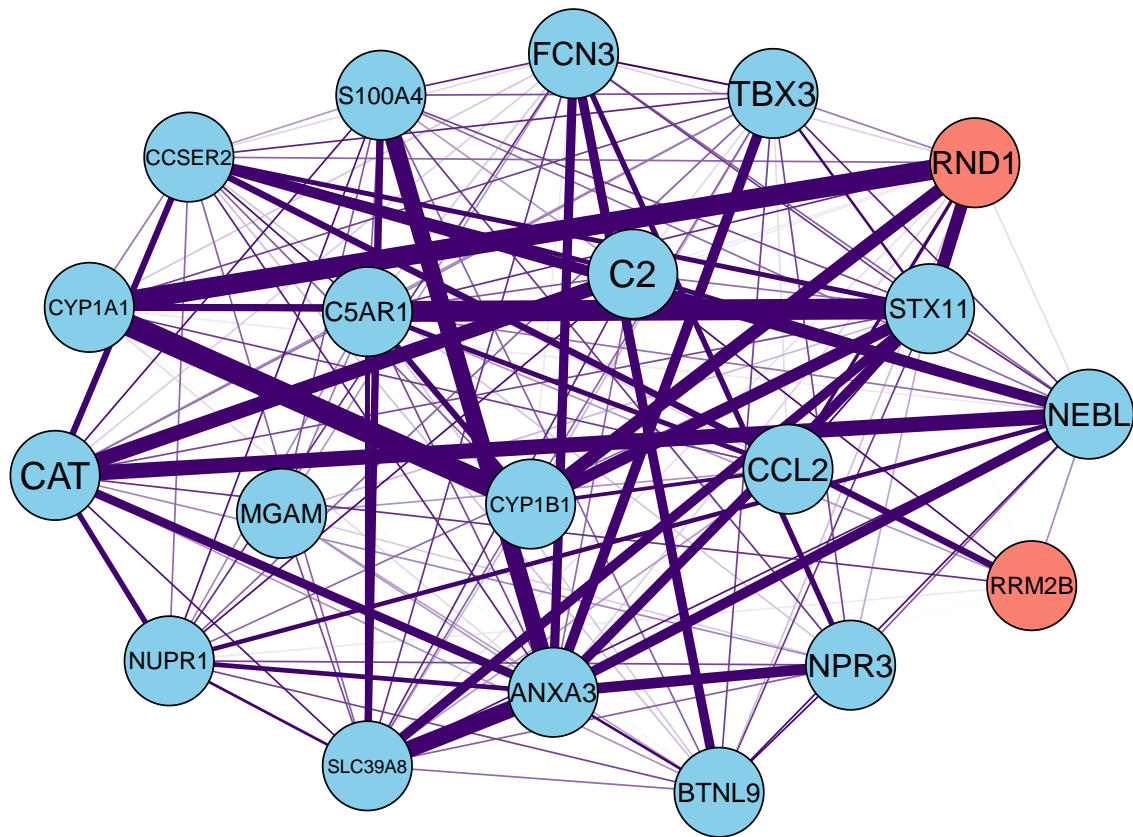 FCN3
TBX3
S100A4
CCSER2
RND1
C2
CYP1A1
C5AR1
STX11
NEBL
CAT
CCL2
MGAM
CYP1B1
RRM2B
NUPR1
ANXA3
NPR3
SLC39A8
BTNL9